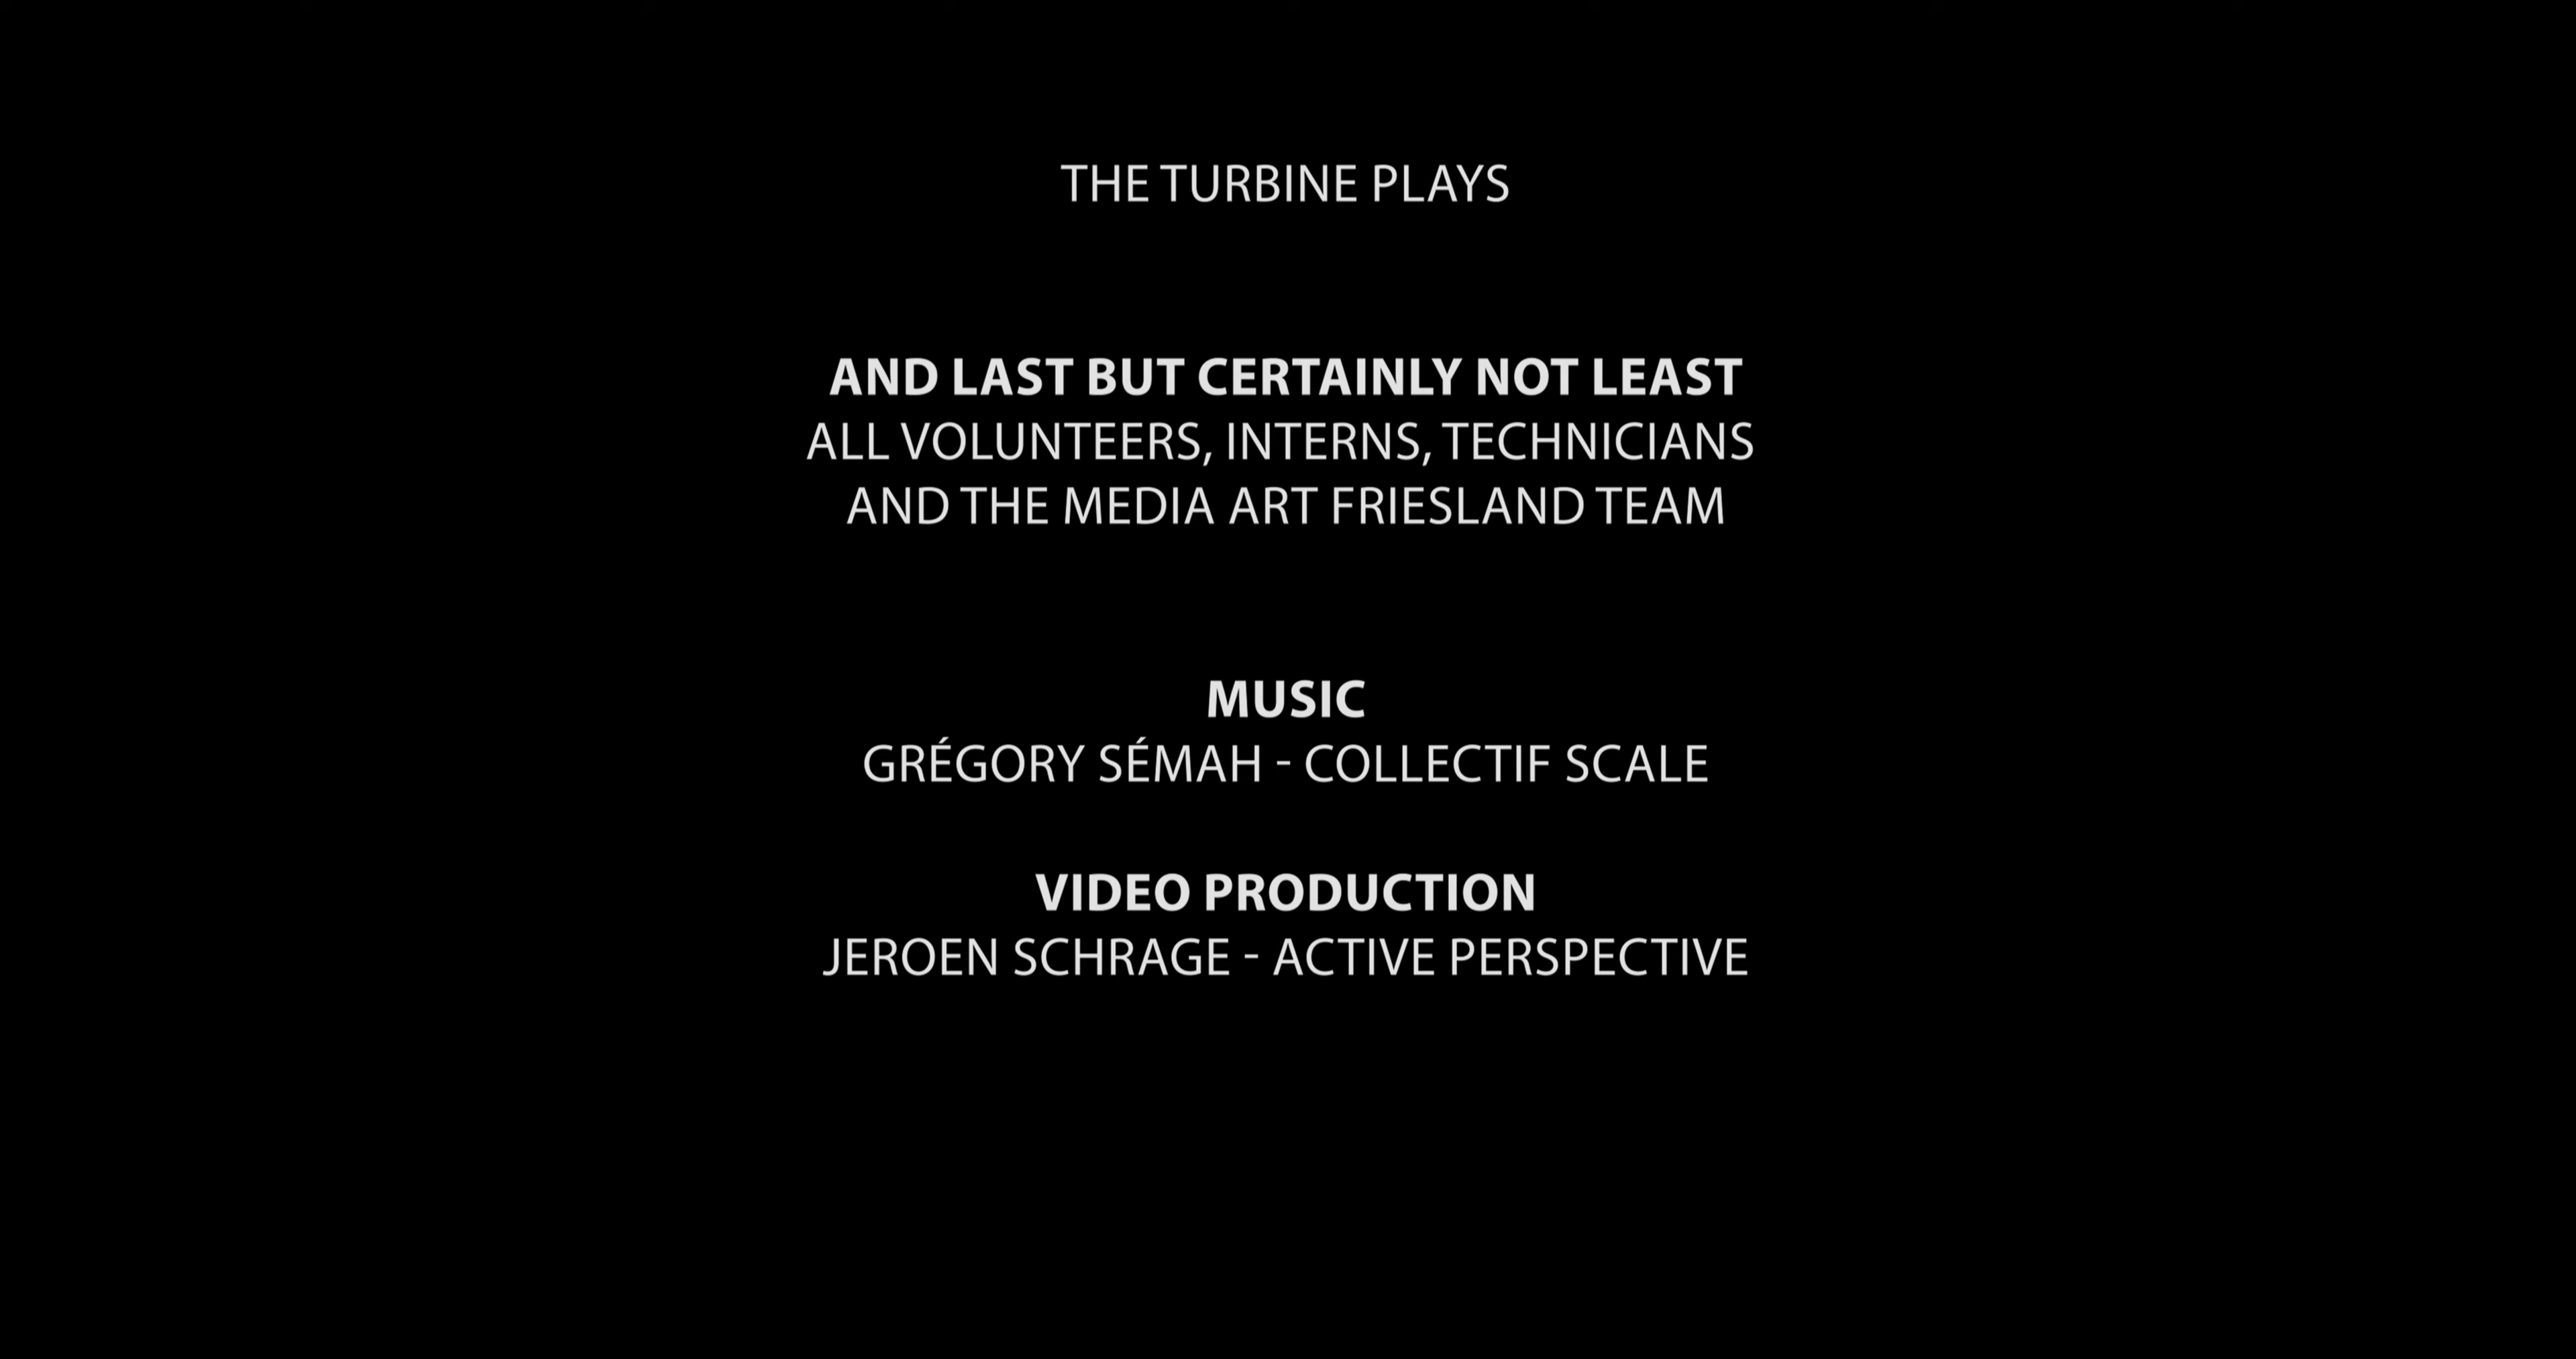 THE TURBINE PLAYS
AND LAST BUT CERTAINLY NOT LEAST
ALL VOLUNTEERS, INTERNS, TECHNICIANS
AND THE MEDIA ART FRIESLAND TEAM
MUSIC
GRÉGORY SÉMAH - COLLECTIF SCALE
VIDEO PRODUCTION
JEROEN SCHRAGE - ACTIVE PERSPECTIVE